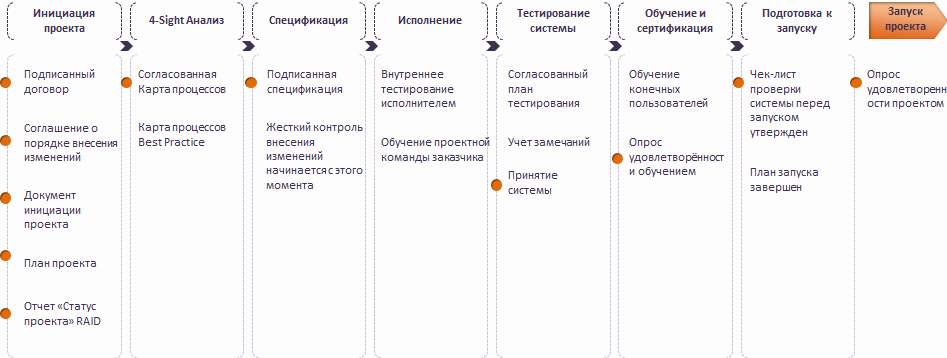 Инициация
проекта
4-Sight Анализ
Спецификация
Исполнение
Тестирование
системы
Обучение и
сертификация
Подготовка к
запуску
Запуск
проекта
Подписанный
договор
Соглашение о
порядке внесения
изменений
Документ
инициации
проекта
План проекта
Отчет «Статус
проекта» RAID
Согласованная
Карта процессов
Карта процессов
Best Practice
Подписанная
спецификация
Жесткий контроль
внесения
изменений
начинается с этого
момента
Внутреннее
тестирование
исполнителем
Обучение проектной
команды заказчика
Согласованный
план
тестирования
Учет замечаний
Принятие
системы
Обучение
конечных
пользователей
Опрос
удовлетворённост
и обучением
Чек-лист
проверки
системы перед
запуском
утвержден
План запуска
завершен
Опрос
удовлетворенн
ости проектом